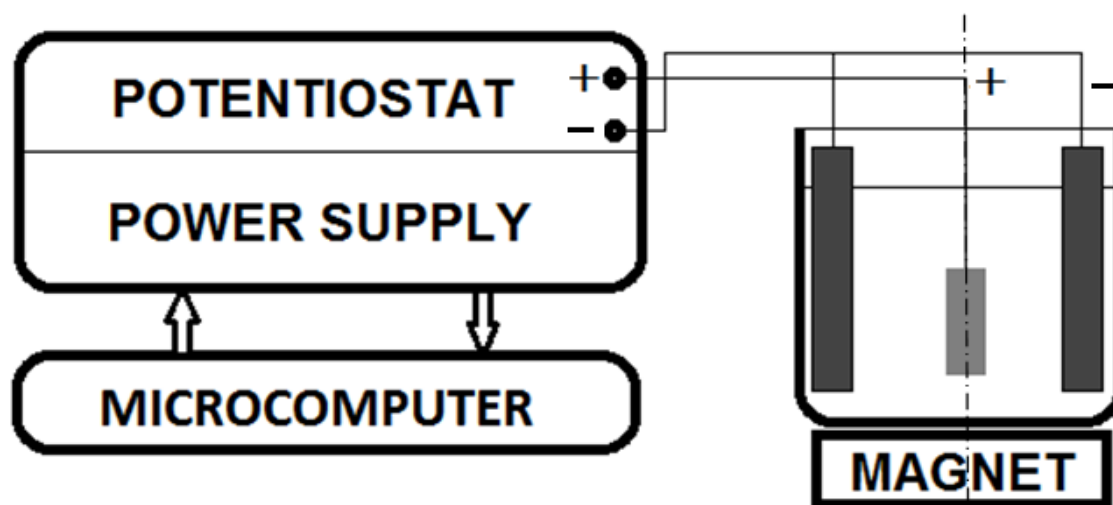 POTENTIOSTAT
+
−
+
−
POWER SUPPLY
MICROCOMPUTER
MAGNET